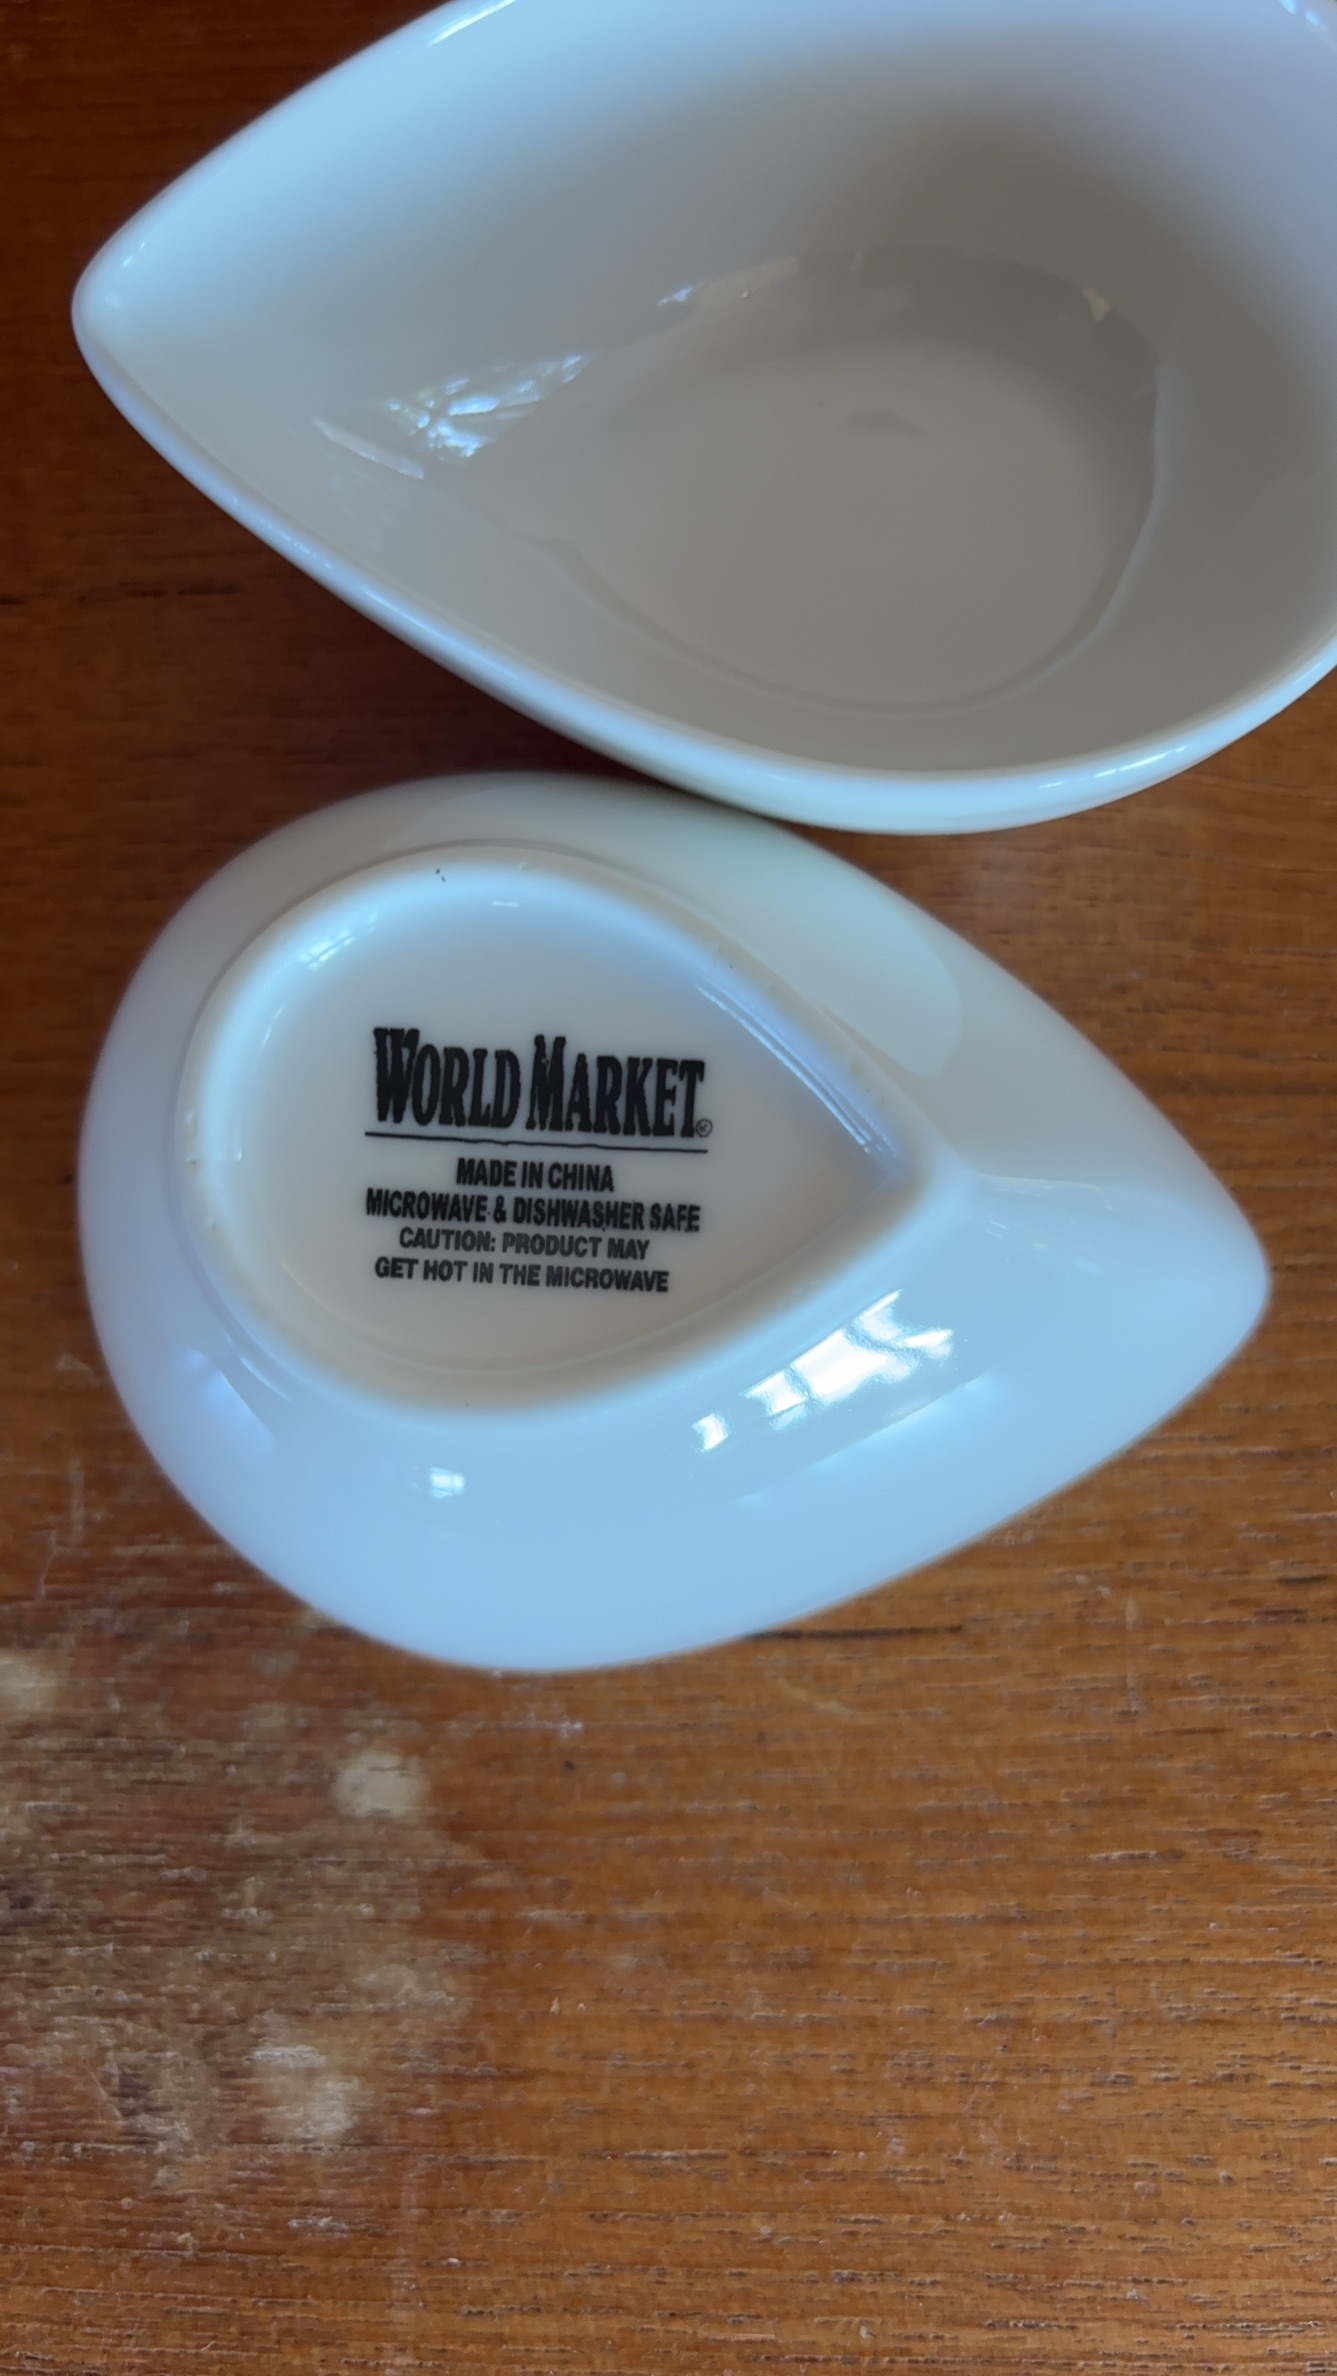 WORLD MARKET®
MADE IN CHINA
MICROWAVE & DISHWASHER SAFE
CAUTION: PRODUCT MAY
GET HOT IN THE MICROWAVE